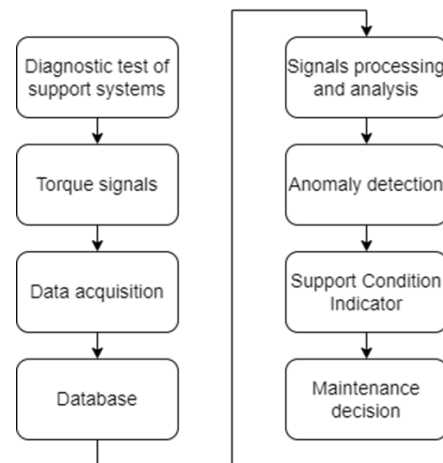 Diagnostic test of
support systems
Torque signals
Data acquisition
Database
Signals processing
and analysis
Anomaly detection
Support Condition
Indicator
Maintenance
decision